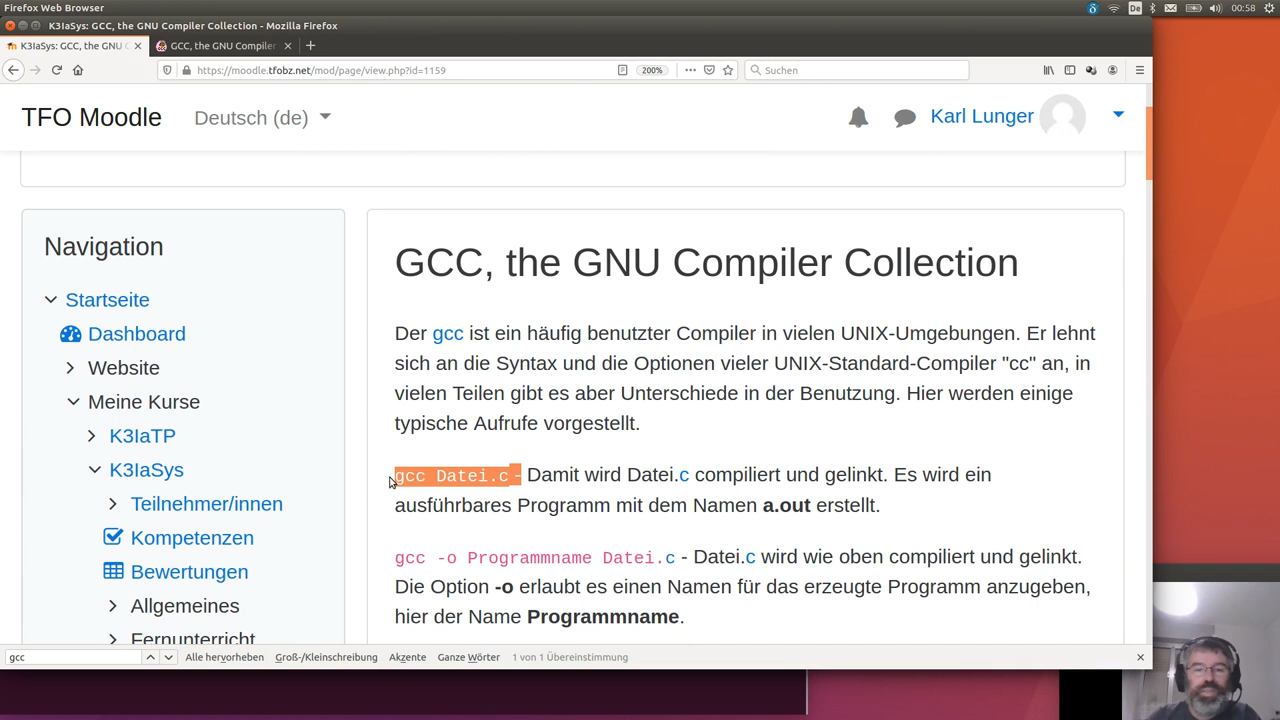 Firefox Web Browser
De
00:58
K3IaSys: GCC, the GNU Compiler Collection - Mozilla Firefox
K3IaSys: GCC, the GNU C
GCC, the GNU Compiler
https://moodle.tfobz.net/mod/page/view.php?id=1159
200%
Suchen
TFO Moodle
Deutsch (de)
Karl Lunger
Navigation
Startseite
Dashboard
Website
Meine Kurse
K3IaTP
K3IaSys
Teilnehmer/innen
Kompetenzen
Bewertungen
Allgemeines
Fernunterricht
GCC, the GNU Compiler Collection
Der gcc ist ein häufig benutzter Compiler in vielen UNIX-Umgebungen. Er lehnt
sich an die Syntax und die Optionen vieler UNIX-Standard-Compiler "cc" an, in
vielen Teilen gibt es aber Unterschiede in der Benutzung. Hier werden einige
typische Aufrufe vorgestellt.
gcc Datei.c - Damit wird Datei.c compiliert und gelinkt. Es wird ein
ausführbares Programm mit dem Namen a.out erstellt.
gcc -o Programmname Datei.c - Datei.c wird wie oben compiliert und gelinkt.
Die Option -o erlaubt es einen Namen für das erzeugte Programm anzugeben,
hier der Name Programmname.
gcc
Alle hervorheben
Groß-/Kleinschreibung
Akzente
Ganze Wörter
1 von 1 Übereinstimmung